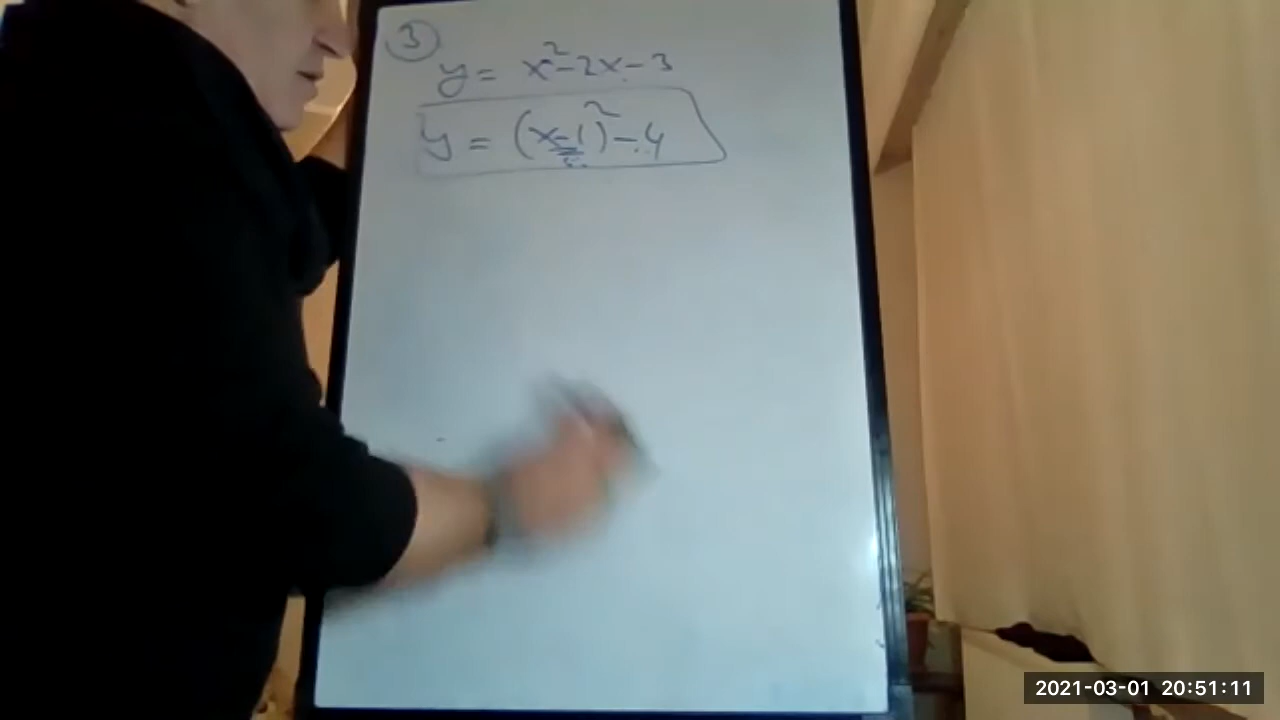 3
y = x²-2x-3
y = (x-1)²-4
2021-03-01 20:51:11